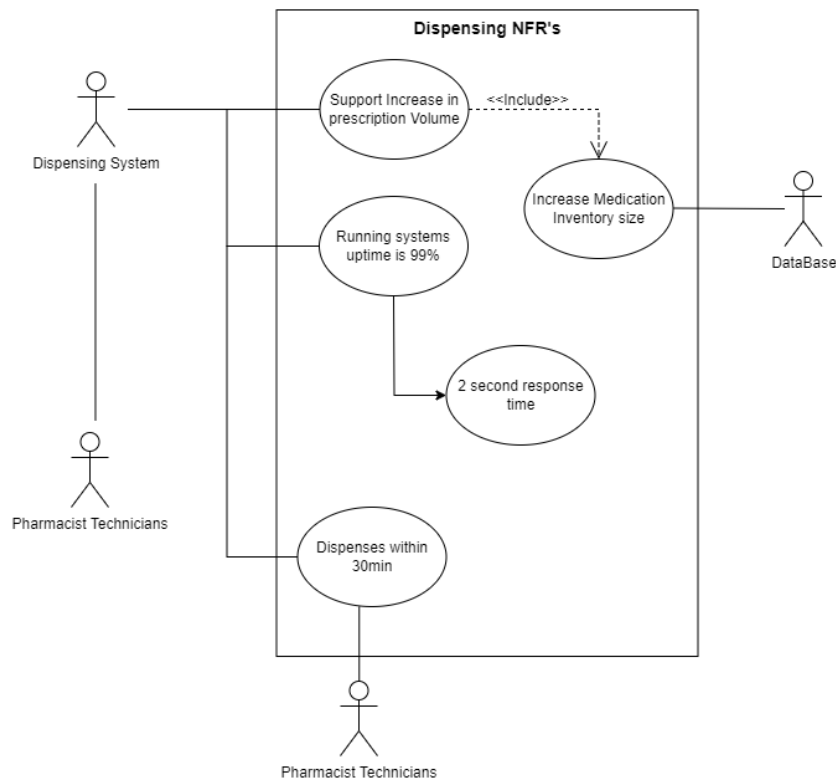 Dispensing NFR's
Support Increase in
prescription Volume
<<Include>>
Dispensing System
Increase Medication
Inventory size
Running systems
uptime is 99%
DataBase
2 second response
time
Pharmacist Technicians
Dispenses within
30min
Pharmacist Technicians